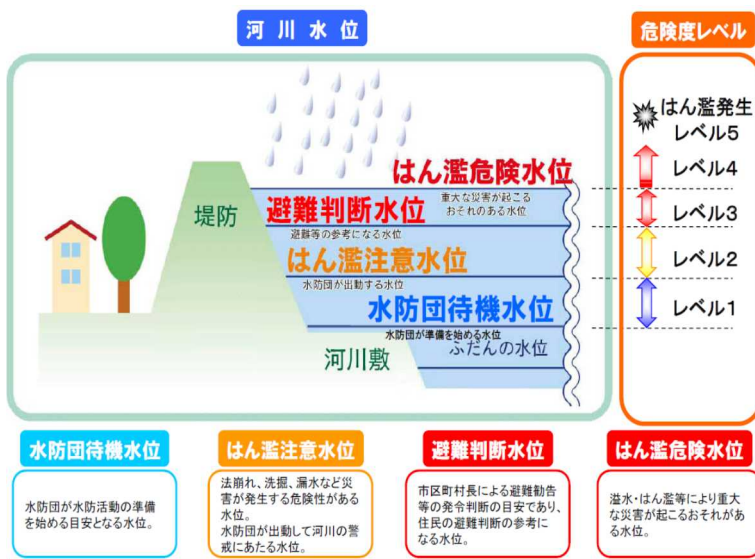 河川水位
危険度レベル
はん濫発生
レベル5
はん濫危険水位
レベル4
重大な災害が起こる
おそれのある水位
避難判断水位
堤防
レベル3
避難等の参考になる水位
はん濫注意水位
レベル2
水防団が出動する水位
水防団待機水位
レベル1
水防団が準備を始める水位
ふだんの水位
河川敷
水防団待機水位
水防団が水防活動の準備
を始める目安となる水位。
はん濫注意水位
法崩れ、洗掘、漏水など災
害が発生する危険性がある
水位。
水防団が出動して河川の警
戒にあたる水位。
避難判断水位
市区町村長による避難勧告
等の発令判断の目安であり、
住民の避難判断の参考に
なる水位。
はん濫危険水位
溢水・はん濫等により重大
な災害が起こるおそれがあ
る水位。